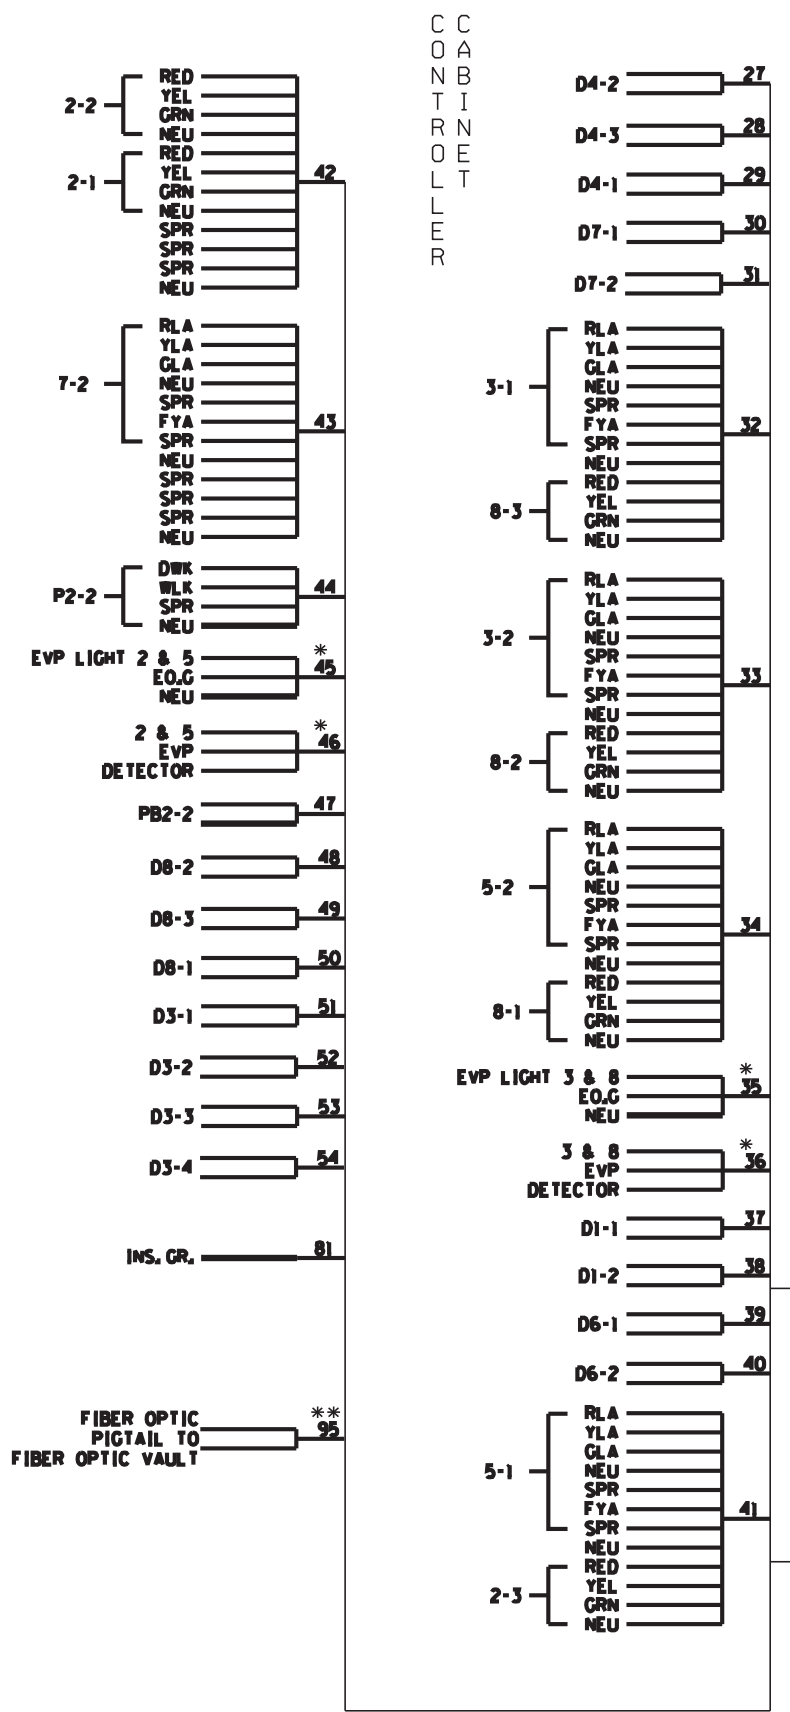 CONTROLLER
CABINET
2-2
RED
YEL
GRN
NEU
2-1
RED
YEL
GRN
NEU
SPR
SPR
SPR
NEU
42
7-2
RLA
YLA
GLA
NEU
SPR
FYA
SPR
NEU
SPR
SPR
SPR
NEU
43
P2-2
DWK
WLK
SPR
NEU
44
EVP LIGHT 2 & 5
EO.G
NEU
*
45
2 & 5
EVP
DETECTOR
*
46
PB2-2 47
D8-2 48
D8-3 49
D8-1 50
D3-1 51
D3-2 52
D3-3 53
D3-4 54
INS. GR. 81
FIBER OPTIC
PIGTAIL TO
FIBER OPTIC VAULT
**
95
D4-2 27
D4-3 28
D4-1 29
D7-1 30
D7-2 31
3-1
RLA
YLA
GLA
NEU
SPR
FYA
SPR
NEU
8-3
RED
YEL
GRN
NEU
32
3-2
RLA
YLA
GLA
NEU
SPR
FYA
SPR
NEU
8-2
RED
YEL
GRN
NEU
33
5-2
RLA
YLA
GLA
NEU
SPR
FYA
SPR
NEU
8-1
RED
YEL
GRN
NEU
34
EVP LIGHT 3 & 8
EO.G
NEU
*
35
3 & 8
EVP
DETECTOR
*
36
D1-1 37
D1-2 38
D6-1 39
D6-2 40
5-1
RLA
YLA
GLA
NEU
SPR
FYA
SPR
NEU
2-3
RED
YEL
GRN
NEU
41